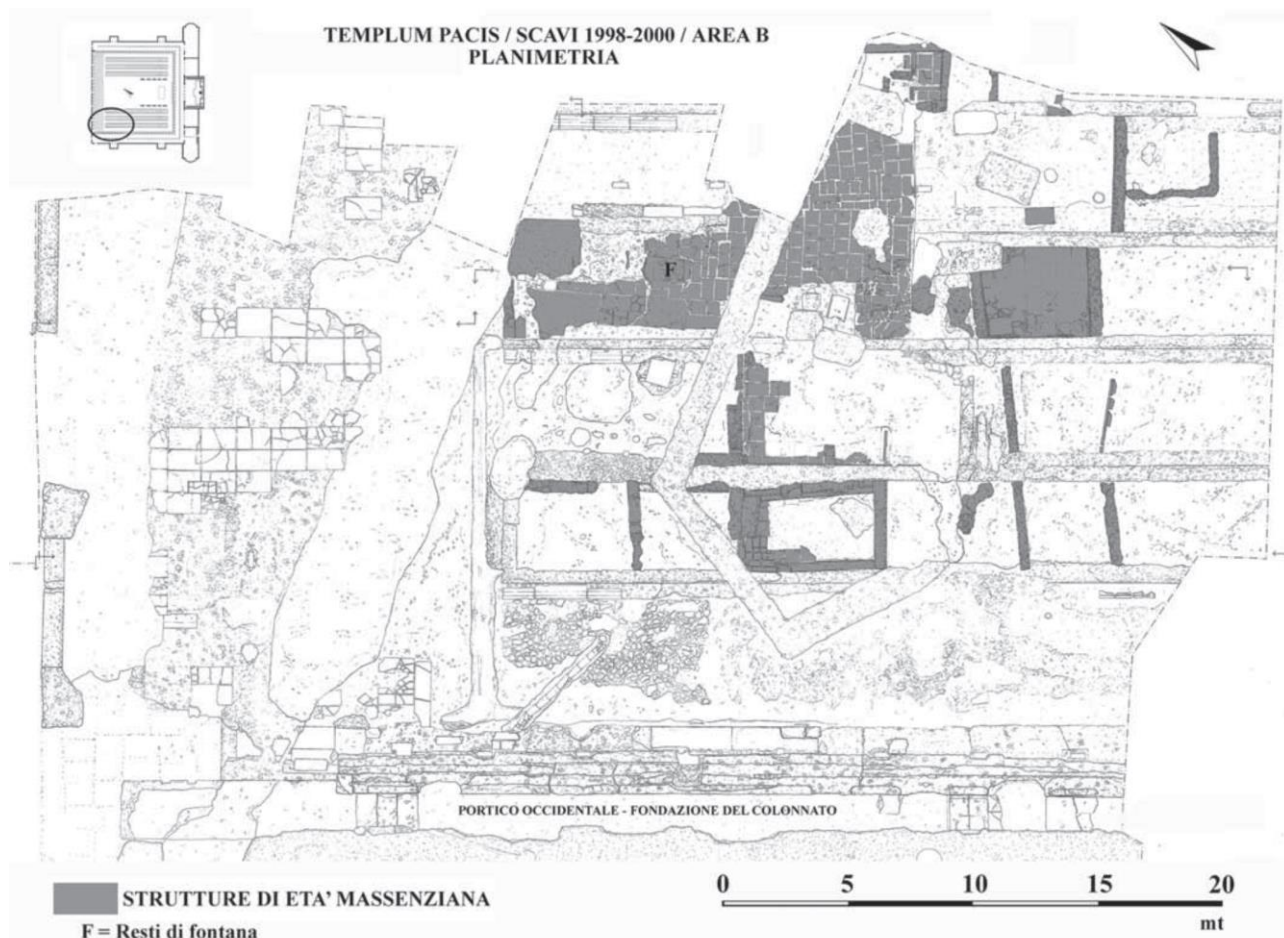 TEMPLUM PACIS / SCAVI 1998-2000 / AREA B
PLANIMETRIA
F
PORTICO OCCIDENTALE - FONDAZIONE DEL COLONNATO
STRUTTURE DI ETA' MASSENZIANA
F = Resti di fontana
0 5 10 15 20
mt